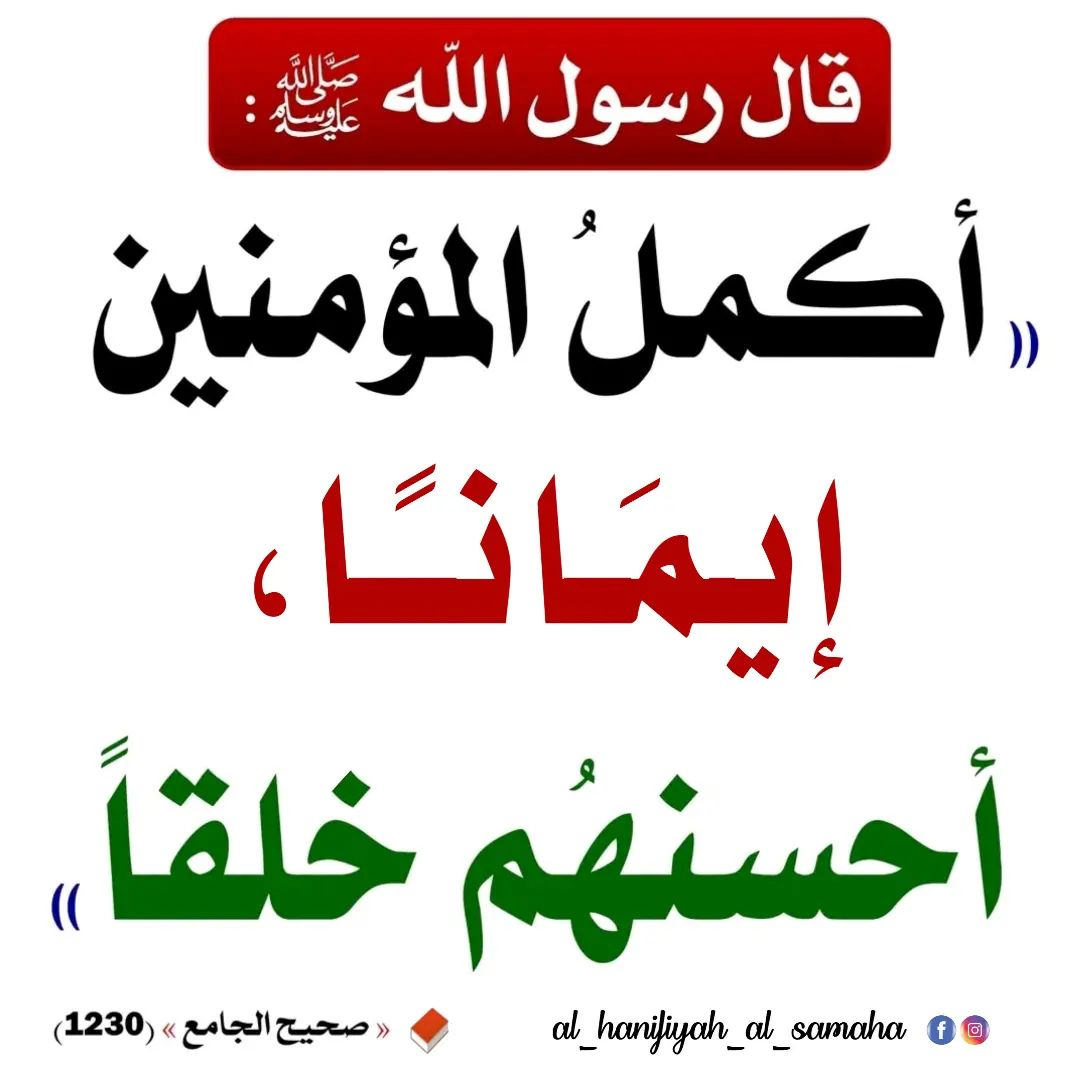 قال رسول الله ﷺ :
(( أكملُ المؤمنين
إيمَانًا،
أحسنهُم خلقاً ))
« صحيح الجامع » (1230)
al_hanifiyah_al_samaha